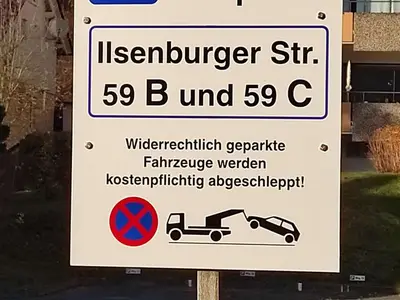 Ilsenburger Str.
59 B und 59 C
Widerrechtlich geparkte
Fahrzeuge werden
kostenpflichtig abgeschleppt!